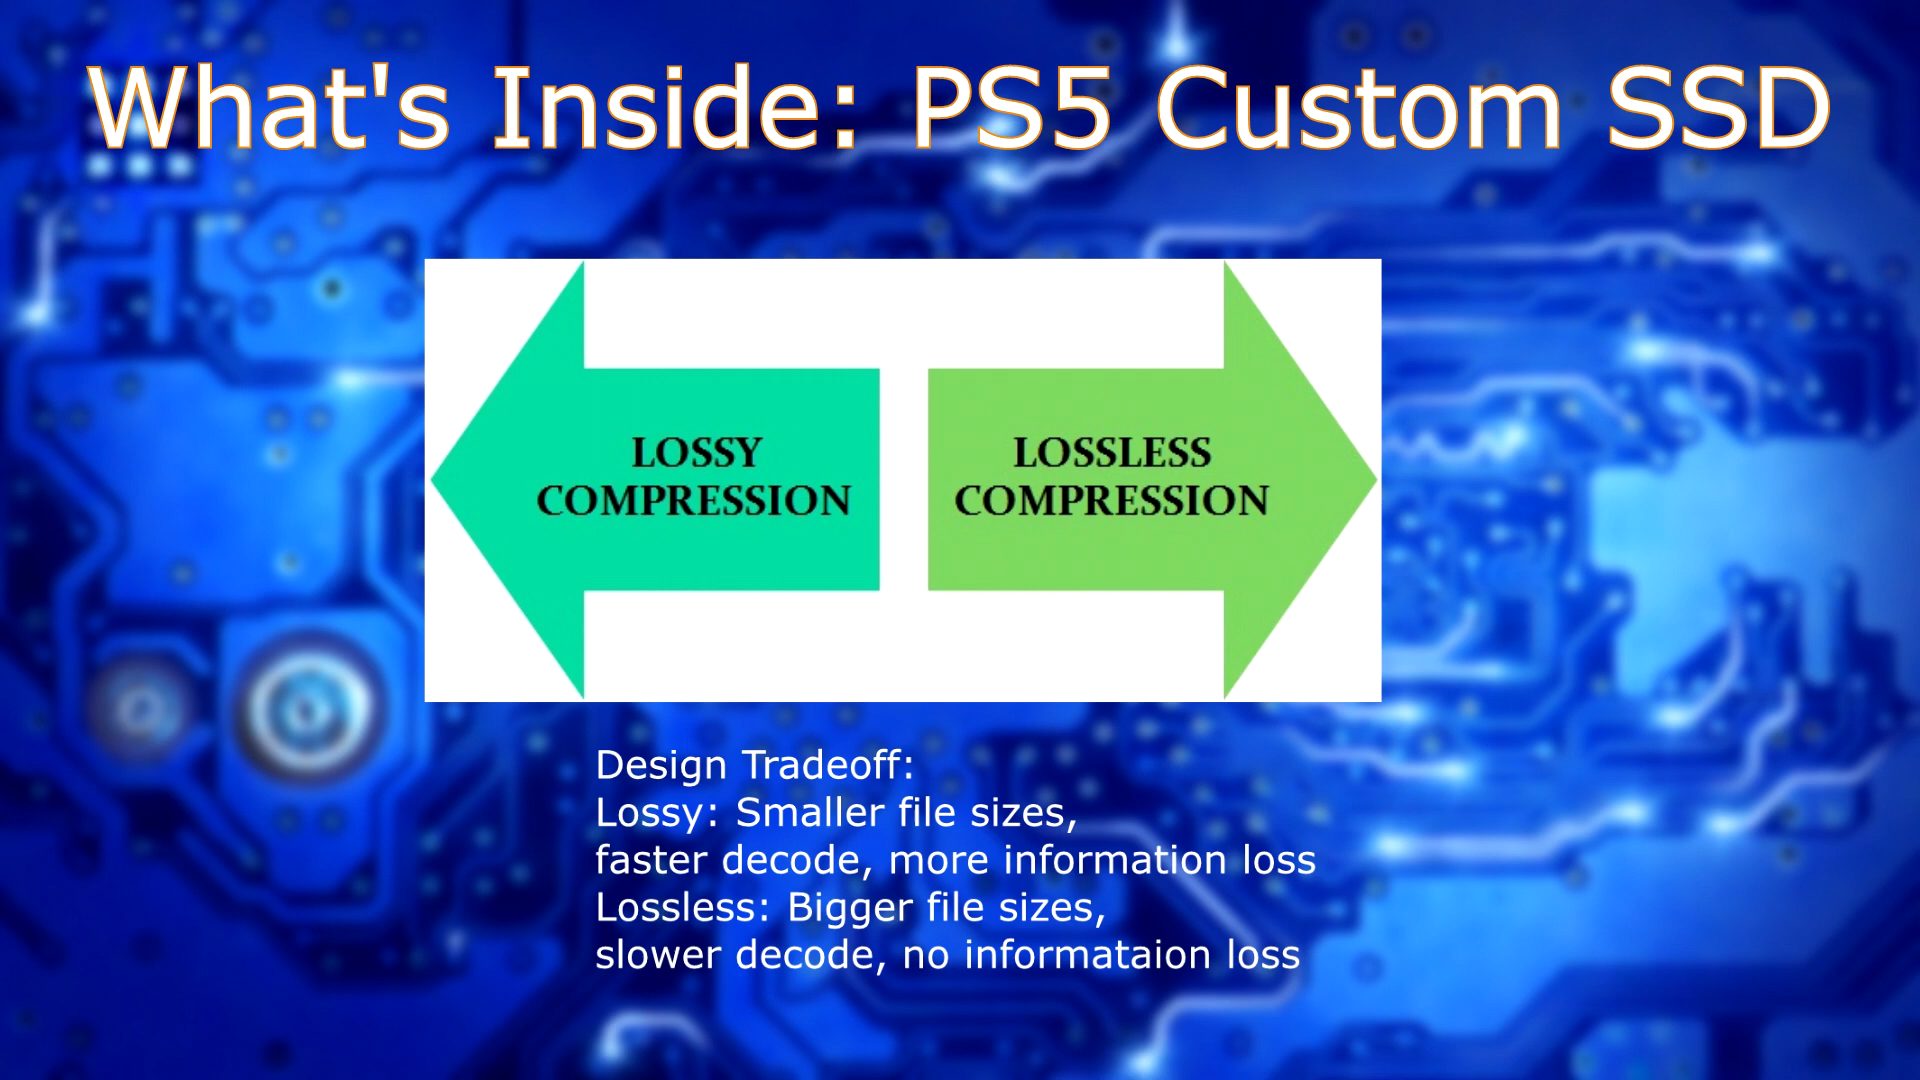 What's Inside: PS5 Custom SSD
LOSSY
COMPRESSION
LOSSLESS
COMPRESSION
Design Tradeoff:
Lossy: Smaller file sizes,
faster decode, more information loss
Lossless: Bigger file sizes,
slower decode, no informataion loss